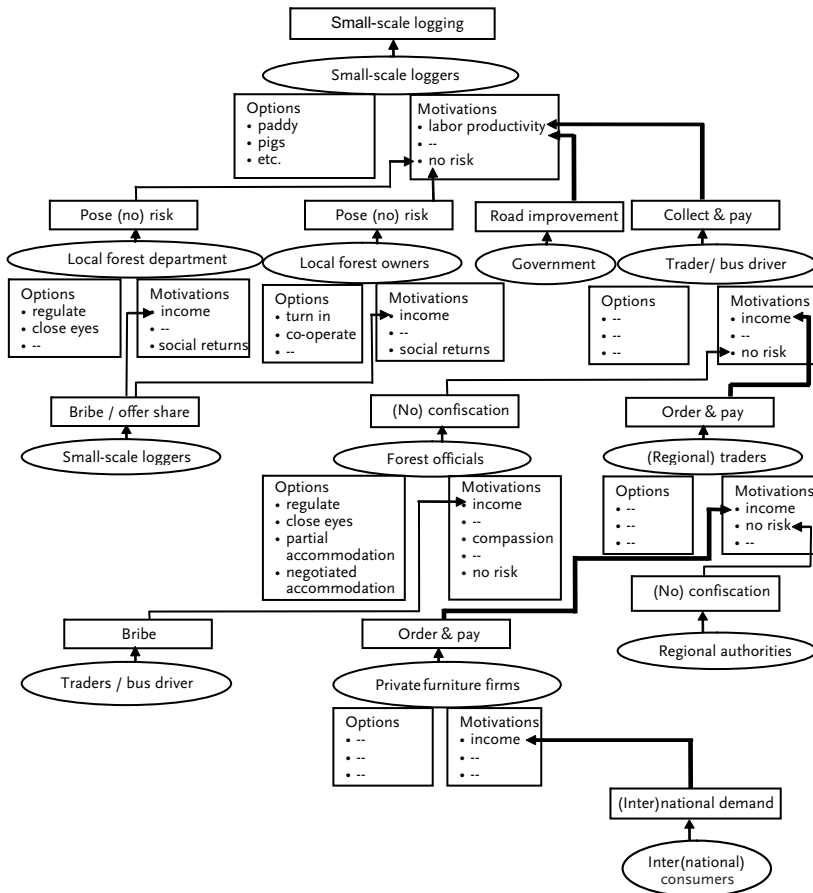 Small-scale logging
Small-scale loggers
Options
• paddy
• pigs
• etc.
Motivations
• labor productivity
• --
• no risk
Pose (no) risk
Pose (no) risk
Road improvement
Collect & pay
Local forest department
Local forest owners
Government
Trader/ bus driver
Options
• regulate
• close eyes
• --
Motivations
• income
• --
• social returns
Options
• turn in
• co-operate
• --
Motivations
• income
• --
• social returns
Options
• --
• --
• --
Motivations
• income
• --
• no risk
Bribe / offer share
(No) confiscation
Order & pay
Small-scale loggers
Forest officials
(Regional) traders
Options
• regulate
• close eyes
• partial
accommodation
• negotiated
accommodation
Motivations
• income
• --
• compassion
• --
• no risk
Options
• --
• --
• --
Motivations
• income
• no risk
• --
(No) confiscation
Bribe
Order & pay
Regional authorities
Traders / bus driver
Private furniture firms
Options
• --
• --
• --
Motivations
• income
• --
• --
(Inter)national demand
Inter(national)
consumers